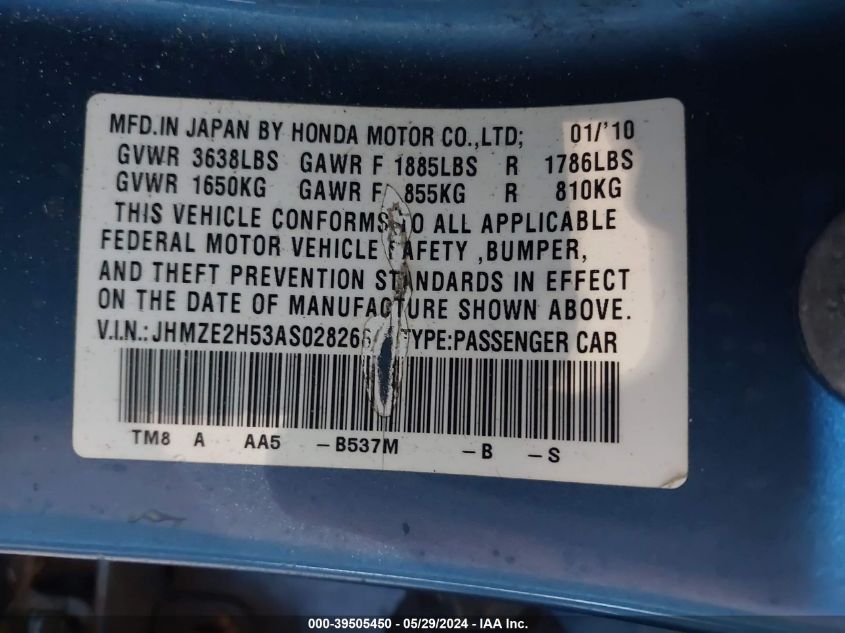 MFD.IN JAPAN BY HONDA MOTOR CO.,LTD; 01/'10
GVWR 3638LBS GAWR F 1885LBS R 1786LBS
GVWR 1650KG GAWR F 855KG R 810KG
THIS VEHICLE CONFORMS TO ALL APPLICABLE
FEDERAL MOTOR VEHICLE SAFETY ,BUMPER,
AND THEFT PREVENTION STANDARDS IN EFFECT
ON THE DATE OF MANUFACTURE SHOWN ABOVE.
V.I.N.:JHMZE2H53AS028266 TYPE:PASSENGER CAR
TM8 A AA5 -B537M -B -S
000-39505450 - 05/29/2024 - IAA Inc.